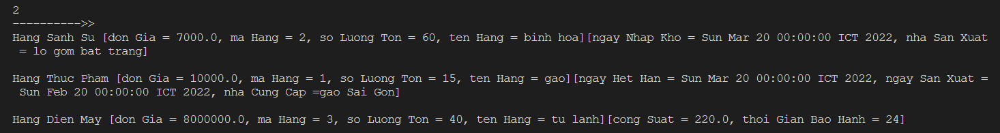 2
---------->>
Hang Sanh Su [don Gia = 7000.0, ma Hang = 2, so Luong Ton = 60, ten Hang = binh hoa][ngay Nhap Kho = Sun Mar 20 00:00:00 ICT 2022, nha San Xuat
= lo gom bat trang]
Hang Thuc Pham [don Gia = 10000.0, ma Hang = 1, so Luong Ton = 15, ten Hang = gao][ngay Het Han = Sun Mar 20 00:00:00 ICT 2022, ngay San Xuat =
Sun Feb 20 00:00:00 ICT 2022, nha Cung Cap =gao Sai Gon]
Hang Dien May [don Gia = 8000000.0, ma Hang = 3, so Luong Ton = 40, ten Hang = tu lanh][cong Suat = 220.0, thoi Gian Bao Hanh = 24]